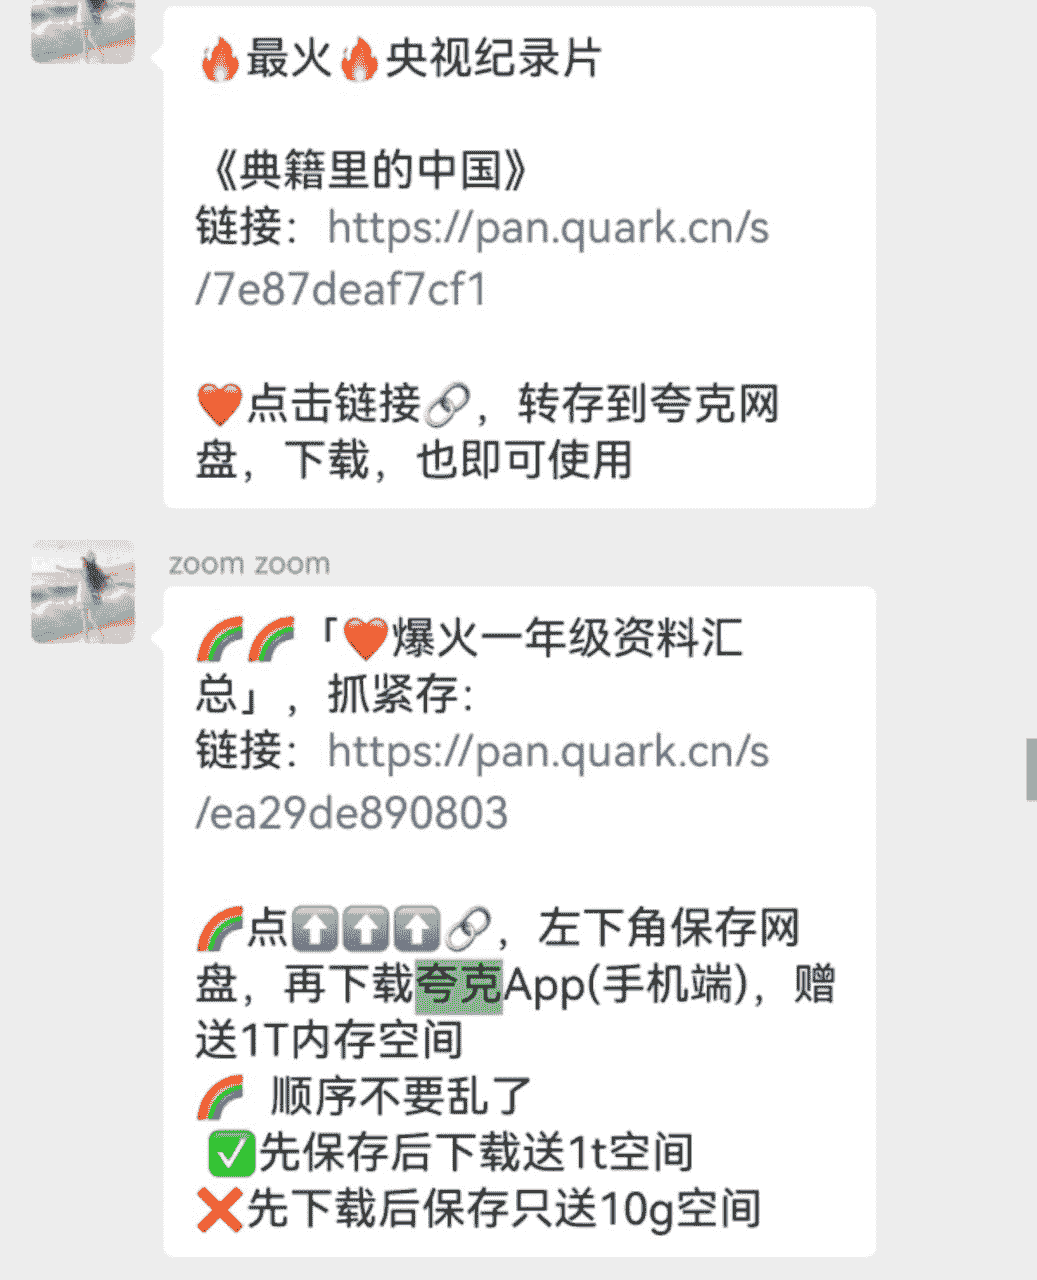 🔥最火🔥央视纪录片
《典籍里的中国》
链接：https://pan.quark.cn/s
/7e87deaf7cf1
❤️点击链接🔗，转存到夸克网
盘，下载，也即可使用
zoom zoom
🌈🌈「❤️爆火一年级资料汇
总」，抓紧存：
链接：https://pan.quark.cn/s
/ea29de890803
🌈点⬆️⬆️⬆️🔗，左下角保存网
盘，再下载夸克App(手机端)，赠
送1T内存空间
🌈 顺序不要乱了
✅先保存后下载送1t空间
❌先下载后保存只送10g空间